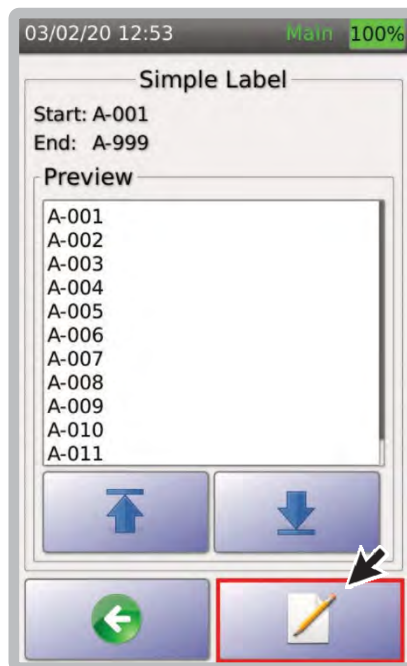 03/02/20 12:53 Main 100%
Simple Label
Start: A-001
End: A-999
Preview
A-001
A-002
A-003
A-004
A-005
A-006
A-007
A-008
A-009
A-010
A-011